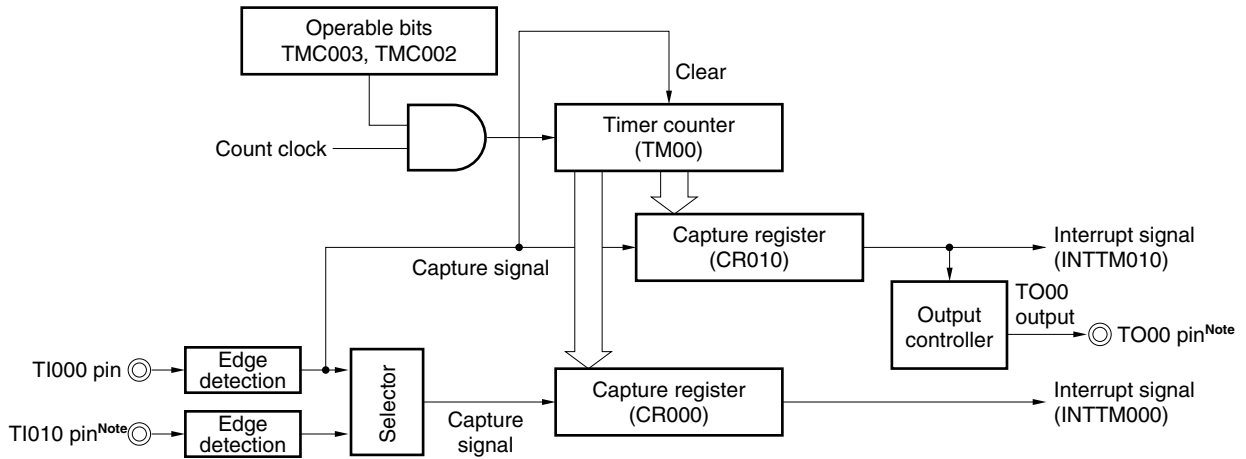 Operable bits
TMC003, TMC002
Clear
Count clock
Timer counter
(TM00)
Capture signal
Capture register
(CR010)
Interrupt signal
(INTTM010)
Output
controller
TO00
output
TO00 pinNote
TI000 pin
Edge
detection
Selector
Capture register
(CR000)
Interrupt signal
(INTTM000)
TI010 pinNote
Edge
detection
Capture
signal